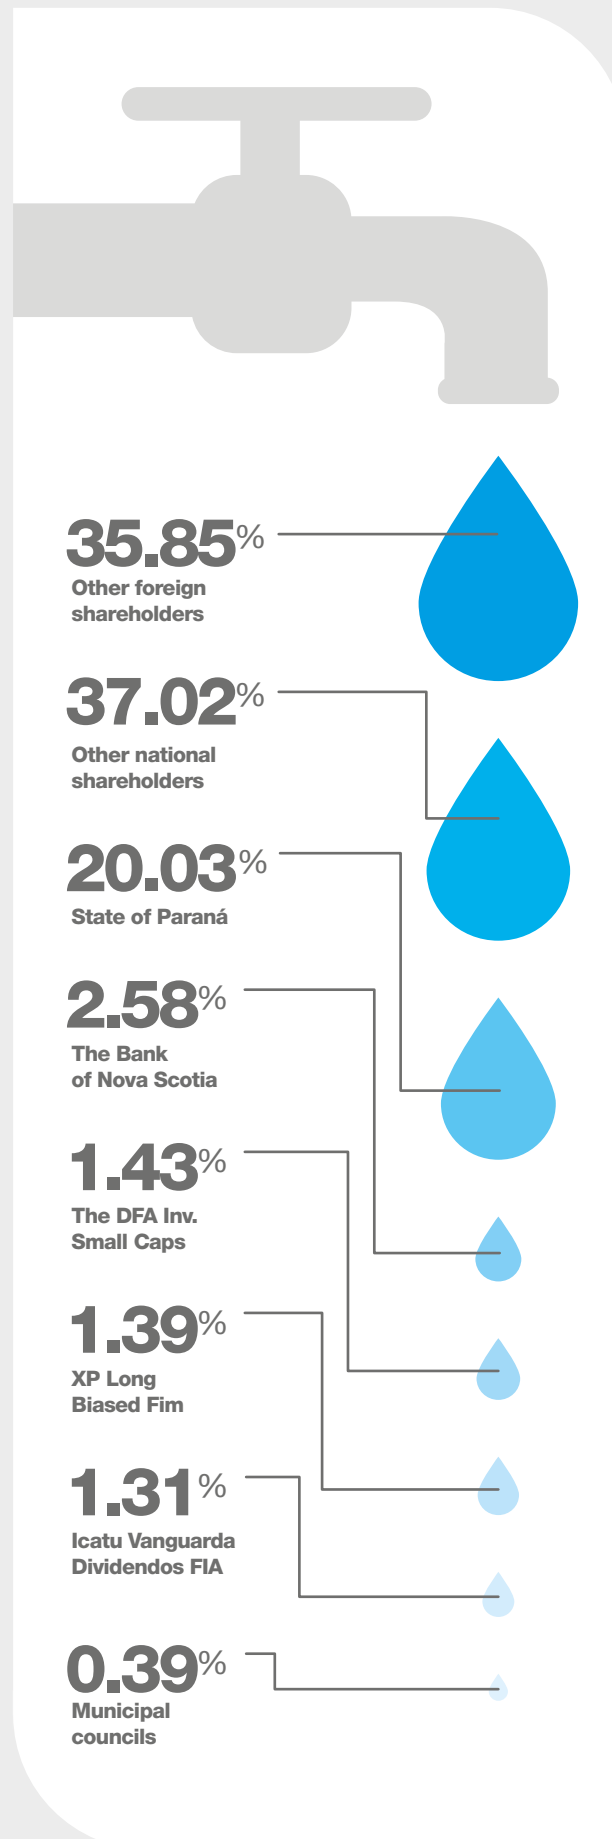 35.85%
Other foreign
shareholders
37.02%
Other national
shareholders
20.03%
State of Paraná
2.58%
The Bank
of Nova Scotia
1.43%
The DFA Inv.
Small Caps
1.39%
XP Long
Biased Fim
1.31%
Icatu Vanguarda
Dividendos FIA
0.39%
Municipal
councils